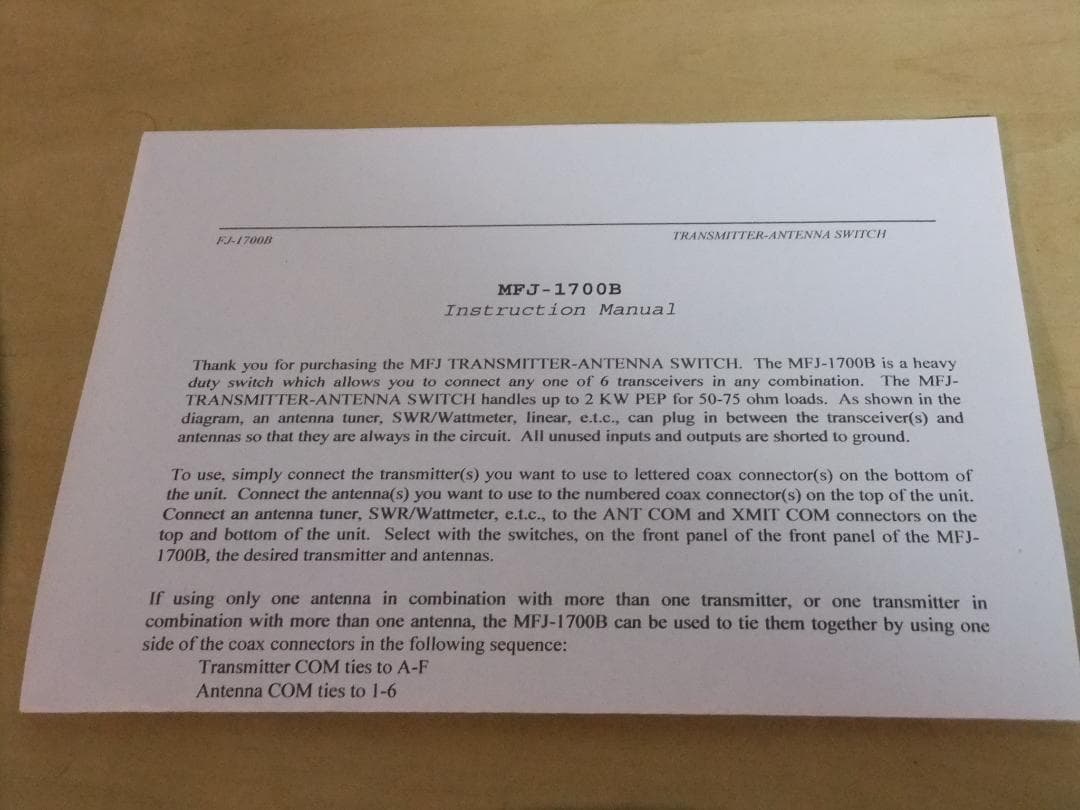 FJ-1700B TRANSMITTER-ANTENNA SWITCH
MFJ-1700B
Instruction Manual
Thank you for purchasing the MFJ TRANSMITTER-ANTENNA SWITCH. The MFJ-1700B is a heavy
duty switch which allows you to connect any one of 6 transceivers in any combination. The MFJ-
TRANSMITTER-ANTENNA SWITCH handles up to 2 KW PEP for 50-75 ohm loads. As shown in the
diagram, an antenna tuner, SWR/Wattmeter, linear, e.t.c., can plug in between the transceiver(s) and
antennas so that they are always in the circuit. All unused inputs and outputs are shorted to ground.
To use, simply connect the transmitter(s) you want to use to lettered coax connector(s) on the bottom of
the unit. Connect the antenna(s) you want to use to the numbered coax connector(s) on the top of the unit.
Connect an antenna tuner, SWR/Wattmeter, e.t.c., to the ANT COM and XMIT COM connectors on the
top and bottom of the unit. Select with the switches, on the front panel of the front panel of the MFJ-
1700B, the desired transmitter and antennas.
If using only one antenna in combination with more than one transmitter, or one transmitter in
combination with more than one antenna, the MFJ-1700B can be used to tie them together by using one
side of the coax connectors in the following sequence:
Transmitter COM ties to A-F
Antenna COM ties to 1-6